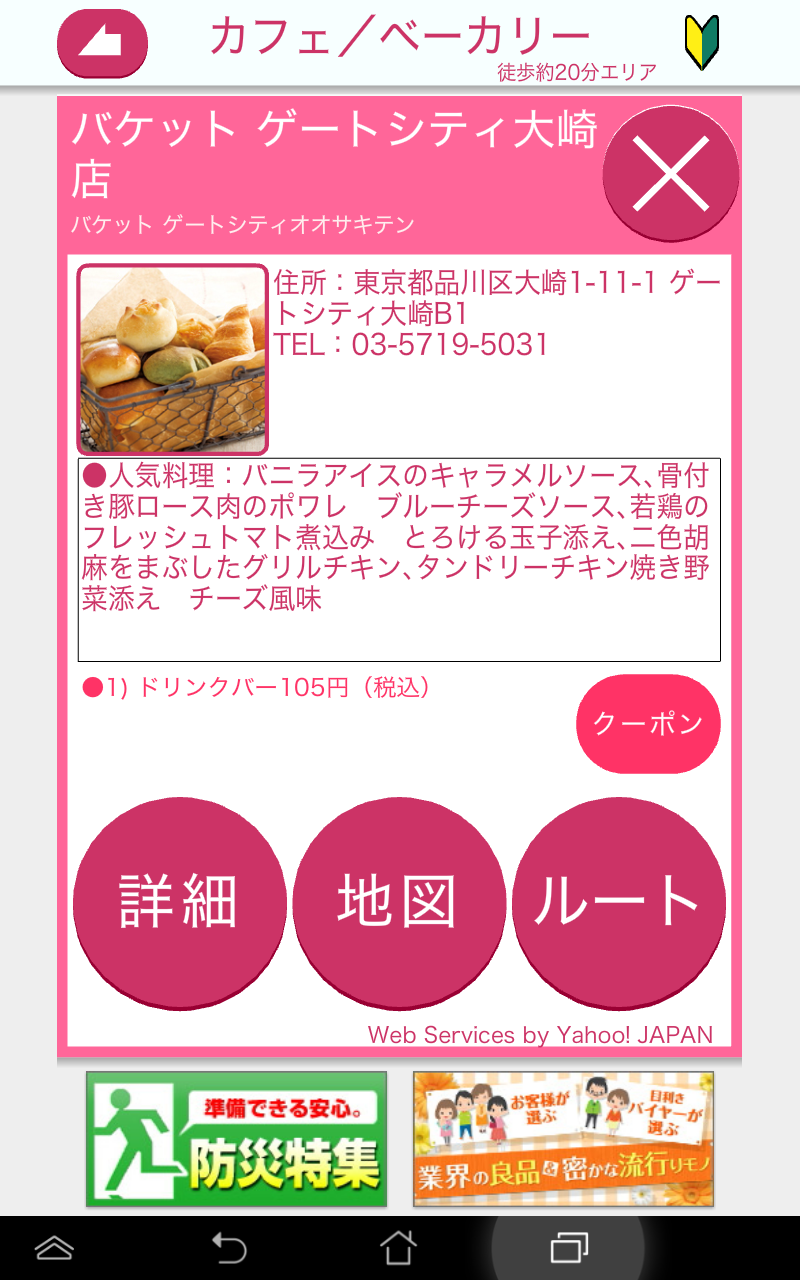 カフェ／ベーカリー
徒歩約20分エリア
バケット ゲートシティ大崎
店
バケット ゲートシティオオサキテン
住所：東京都品川区大崎1-11-1 ゲー
トシティ大崎B1
TEL：03-5719-5031
●人気料理：バニラアイスのキャラメルソース、骨付
き豚ロース肉のポワレ　ブルーチーズソース、若鶏の
フレッシュトマト煮込み　とろける玉子添え、二色胡
麻をまぶしたグリルチキン、タンドリーチキン焼き野
菜添え　チーズ風味
●1) ドリンクバー105円（税込）
クーポン
詳細
地図
ルート
Web Services by Yahoo! JAPAN
準備できる安心。
防災特集
お客様が
選ぶ
目利き
バイヤーが
選ぶ
業界の良品&密かな流行りモノ